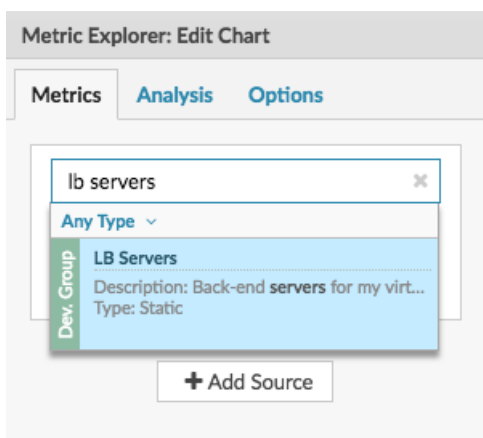 Metric Explorer: Edit Chart
Metrics Analysis Options
lb servers
Any Type
Dev. Group
LB Servers
Description: Back-end servers for my virt...
Type: Static
+ Add Source